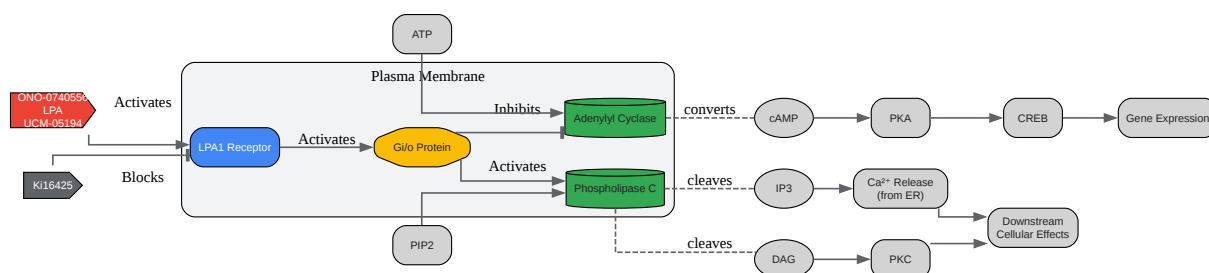 ATP
Plasma Membrane
ONO-0740556
LPA
UCM-05194
Activates
Inhibits
Adenylyl Cyclase
converts
cAMP
PKA
CREB
Gene Expression
LPA1 Receptor
Activates
Gi/o Protein
Activates
Ki16425
Blocks
Phospholipase C
cleaves
IP3
Ca²⁺ Release
(from ER)
PIP2
cleaves
DAG
PKC
Downstream
Cellular Effects